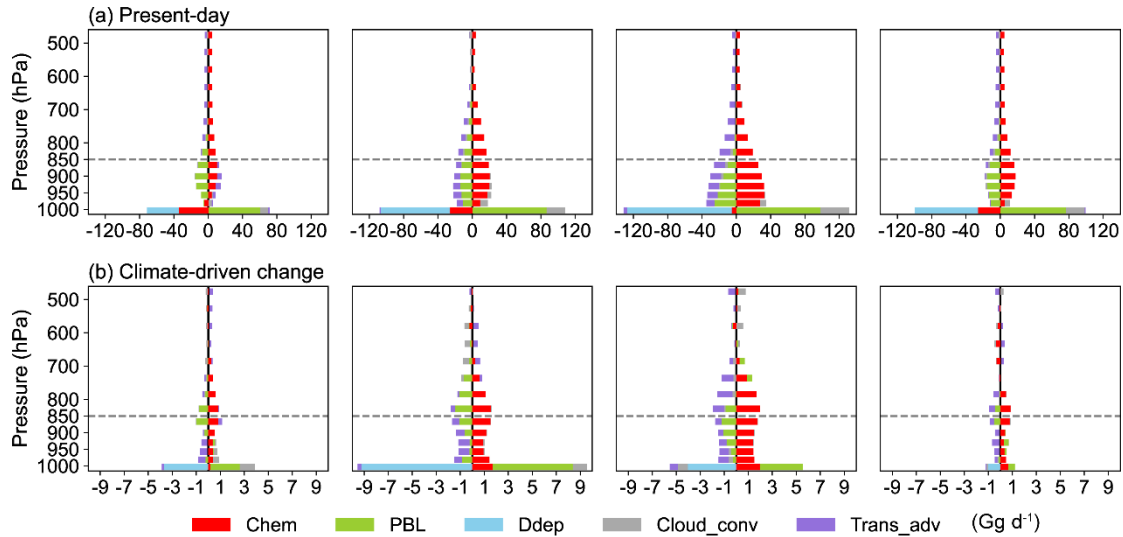 (a) Present-day
Pressure (hPa)
500
600
700
800
850
900
950
1000
-120 -80 -40 0 40 80 120
-120 -80 -40 0 40 80 120
-120 -80 -40 0 40 80 120
-120 -80 -40 0 40 80 120
(b) Climate-driven change
Pressure (hPa)
500
600
700
800
850
900
950
1000
-9 -7 -5 -3 -1 1 3 5 7 9
-9 -7 -5 -3 -1 1 3 5 7 9
-9 -7 -5 -3 -1 1 3 5 7 9
-9 -7 -5 -3 -1 1 3 5 7 9
Chem PBL Ddep Cloud_conv Trans_adv (Gg d⁻¹)